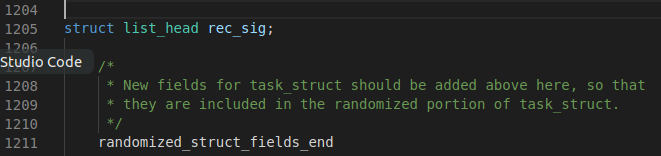 1204
1205 struct list_head rec_sig;
1206
Studio Code
1207 /*
1208 * New fields for task_struct should be added above here, so that
1209 * they are included in the randomized portion of task_struct.
1210 */
1211 randomized_struct_fields_end